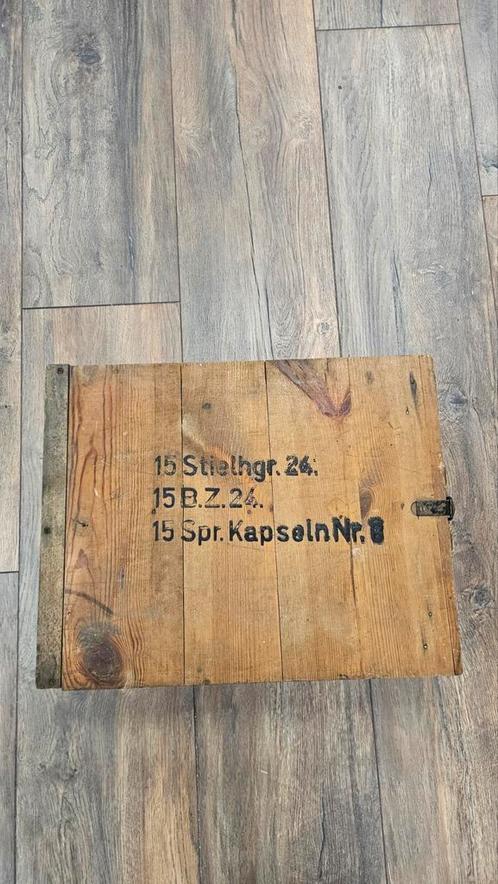 15 Stielhgr. 24.
15 B.Z.24.
15 Spr. Kapseln Nr. 8